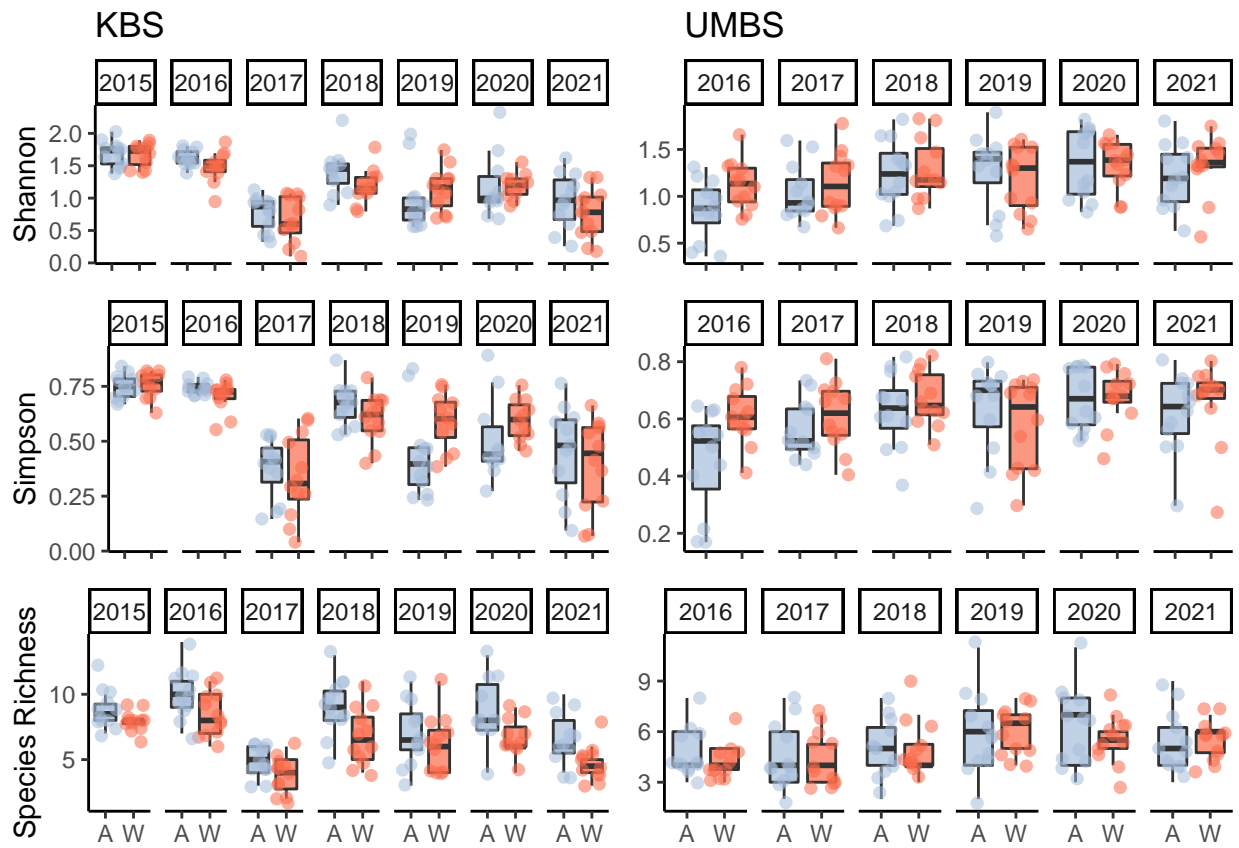 KBS UMBS
2015 2016 2017 2018 2019 2020 2021 2016 2017 2018 2019 2020 2021
Shannon
2.0 1.5
1.5
1.0 1.0
0.5 0.5
0.0
A W A W A W A W A W A W A W
2015 2016 2017 2018 2019 2020 2021 2016 2017 2018 2019 2020 2021
Simpson
0.75 0.8
0.50 0.6
0.25 0.4
0.00 0.2
2015 2016 2017 2018 2019 2020 2021 2016 2017 2018 2019 2020 2021
Species Richness
10 9
5 6
3
A W A W A W A W A W A W A W A W A W A W A W A W A W